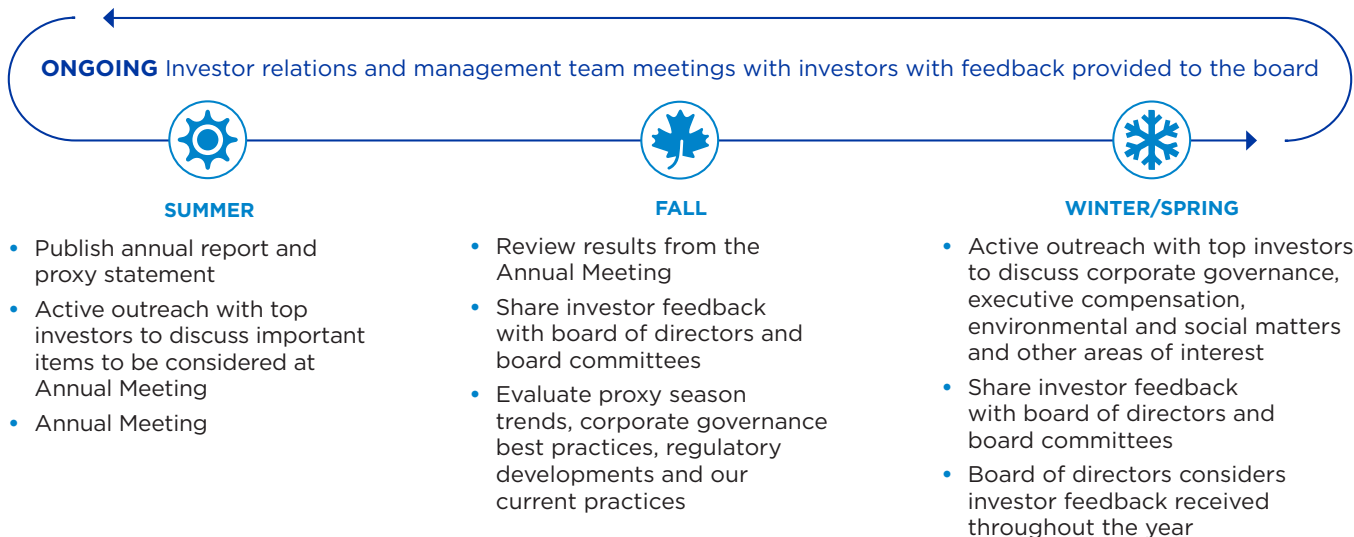 ONGOING Investor relations and management team meetings with investors with feedback provided to the board
SUMMER
• Publish annual report and
proxy statement
• Active outreach with top
investors to discuss important
items to be considered at
Annual Meeting
• Annual Meeting
FALL
• Review results from the
Annual Meeting
• Share investor feedback
with board of directors and
board committees
• Evaluate proxy season
trends, corporate governance
best practices, regulatory
developments and our
current practices
WINTER/SPRING
• Active outreach with top investors
to discuss corporate governance,
executive compensation,
environmental and social matters
and other areas of interest
• Share investor feedback
with board of directors and
board committees
• Board of directors considers
investor feedback received
throughout the year